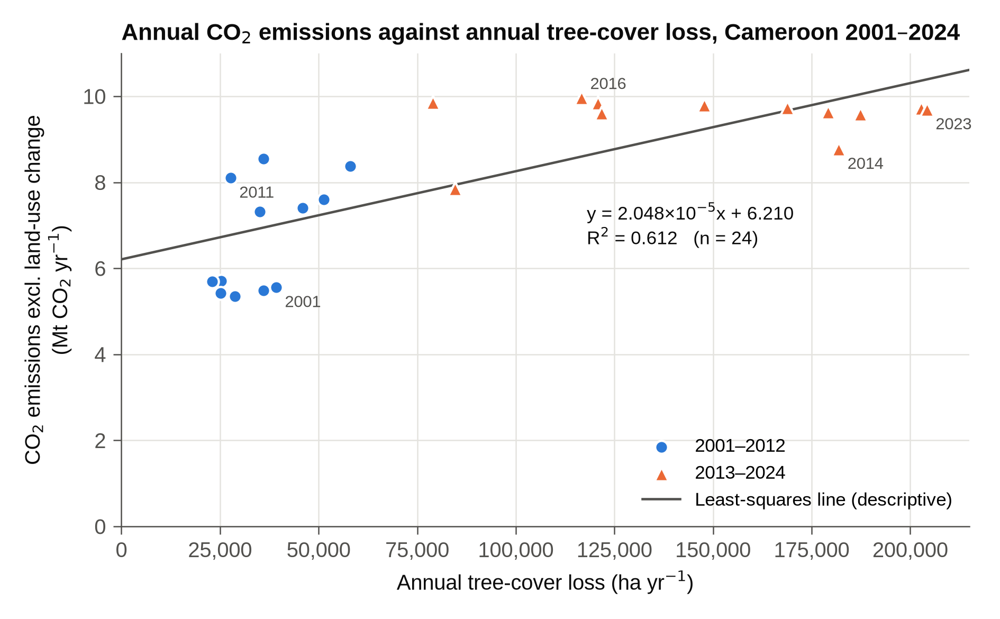 Annual CO₂ emissions against annual tree-cover loss, Cameroon 2001–2024
CO₂ emissions excl. land-use change
(Mt CO₂ yr⁻¹)
10
8
6
4
2
0
2016
2023
2014
2011
2001
y = 2.048×10⁻⁵x + 6.210
R² = 0.612 (n = 24)
2001–2012
2013–2024
Least-squares line (descriptive)
0 25,000 50,000 75,000 100,000 125,000 150,000 175,000 200,000
Annual tree-cover loss (ha yr⁻¹)